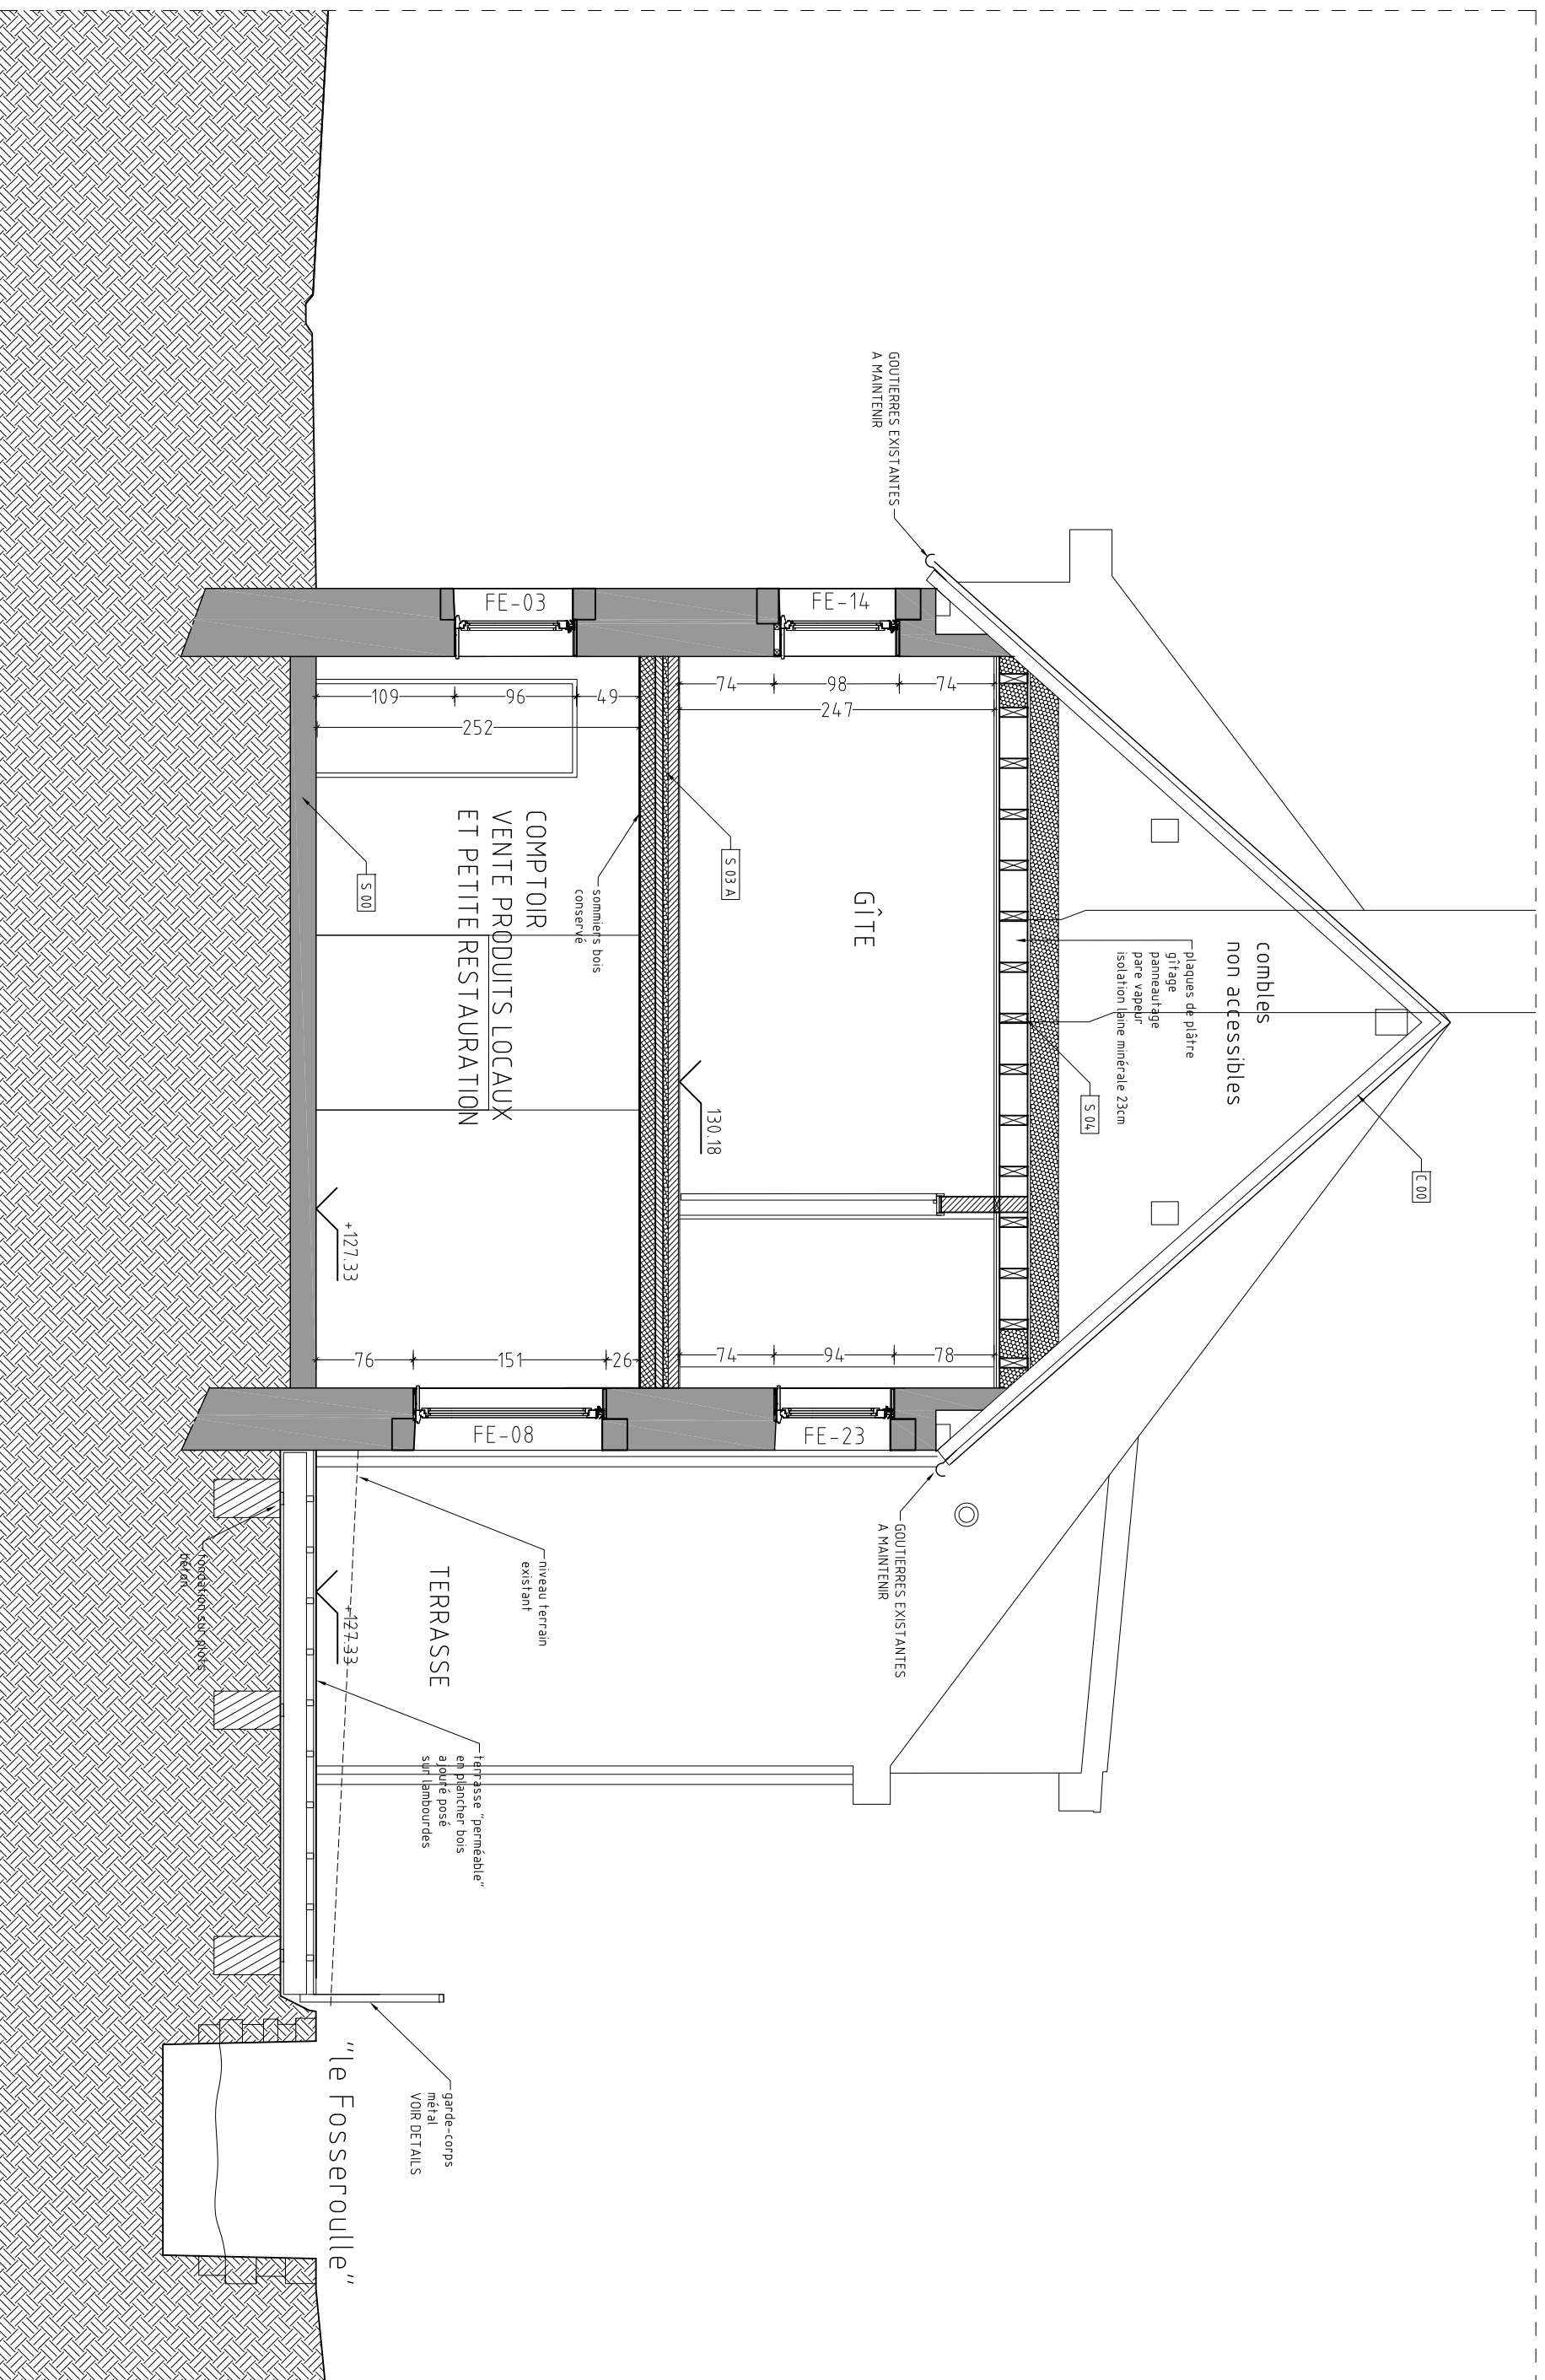 C 00
combles
non accessibles
plaques de plâtre
gîtage
panneautage
pare vapeur
isolation laine minérale 23cm
S 04
GOUTIERRES EXISTANTES
A MAINTENIR
GOUTIERRES EXISTANTES
A MAINTENIR
FE-14
74
98
74
247
GÎTE
130.18
74
94
78
FE-23
S 03 A
sommiers bois
conservé
FE-03
109
96
49
252
COMPTOIR
VENTE PRODUITS LOCAUX
ET PETITE RESTAURATION
+127.33
76
151
26
FE-08
S 00
niveau terrain
existant
TERRASSE
+127.33
terrasse "perméable"
en plancher bois
ajouré posé
sur lambourdes
fondation sur plots
béton
garde-corps
métal
VOIR DETAILS
"le Fosseroulle"